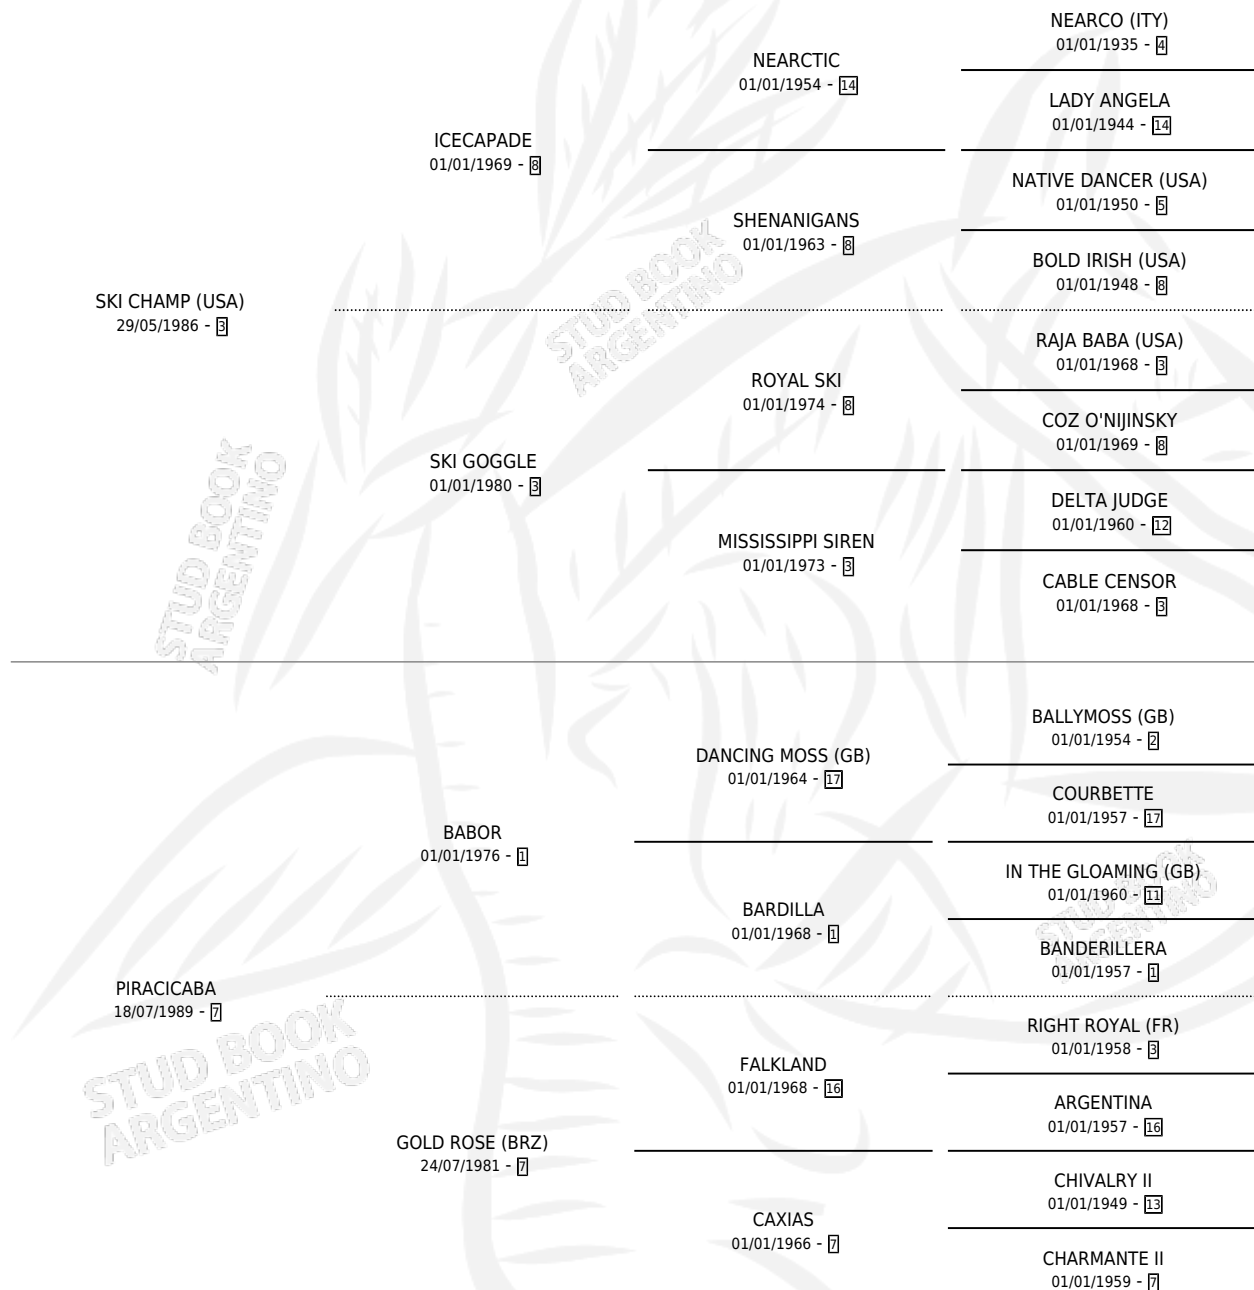 NEARCO (ITY)
01/01/1935 - 4
NEARCTIC
01/01/1954 - 14
LADY ANGELA
01/01/1944 - 14
ICECAPADE
01/01/1969 - 8
NATIVE DANCER (USA)
01/01/1950 - 5
SHENANIGANS
01/01/1963 - 8
BOLD IRISH (USA)
01/01/1948 - 8
SKI CHAMP (USA)
29/05/1986 - 3
RAJA BABA (USA)
01/01/1968 - 3
ROYAL SKI
01/01/1974 - 8
COZ O'NIJINSKY
01/01/1969 - 8
SKI GOGGLE
01/01/1980 - 3
DELTA JUDGE
01/01/1960 - 12
MISSISSIPPI SIREN
01/01/1973 - 3
CABLE CENSOR
01/01/1968 - 3
BALLYMOSS (GB)
01/01/1954 - 2
DANCING MOSS (GB)
01/01/1964 - 17
COURBETTE
01/01/1957 - 17
BABOR
01/01/1976 - 1
IN THE GLOAMING (GB)
01/01/1960 - 11
BARDILLA
01/01/1968 - 1
BANDERILLERA
01/01/1957 - 1
PIRACICABA
18/07/1989 - 7
RIGHT ROYAL (FR)
01/01/1958 - 3
FALKLAND
01/01/1968 - 16
ARGENTINA
01/01/1957 - 16
GOLD ROSE (BRZ)
24/07/1981 - 7
CHIVALRY II
01/01/1949 - 13
CAXIAS
01/01/1966 - 7
CHARMANTE II
01/01/1959 - 7
STUD BOOK
ARGENTINO
STUD BOOK
ARGENTINO
STUD BOOK
ARGENTINO
STUD BOOK
ARGENTINO